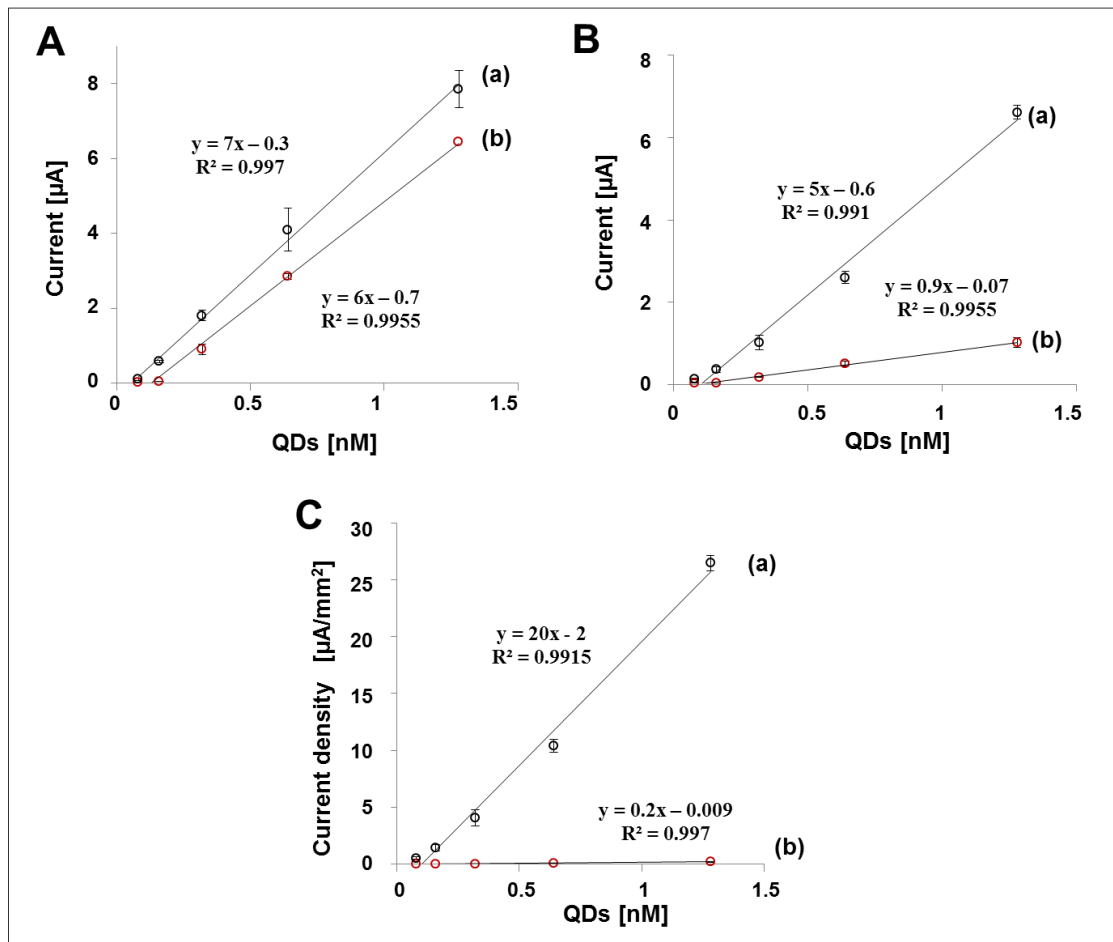 A
Current [µA]
8
6
4
2
0
(a)
(b)
y = 7x – 0.3
R² = 0.997
y = 6x – 0.7
R² = 0.9955
0
0.5
1
1.5
QDs [nM]
B
Current [µA]
8
6
4
2
0
(a)
(b)
y = 5x – 0.6
R² = 0.991
y = 0.9x – 0.07
R² = 0.9955
0
0.5
1
1.5
QDs [nM]
C
Current density [µA/mm²]
30
25
20
15
10
5
0
(a)
(b)
y = 20x - 2
R² = 0.9915
y = 0.2x – 0.009
R² = 0.997
0
0.5
1
1.5
QDs [nM]